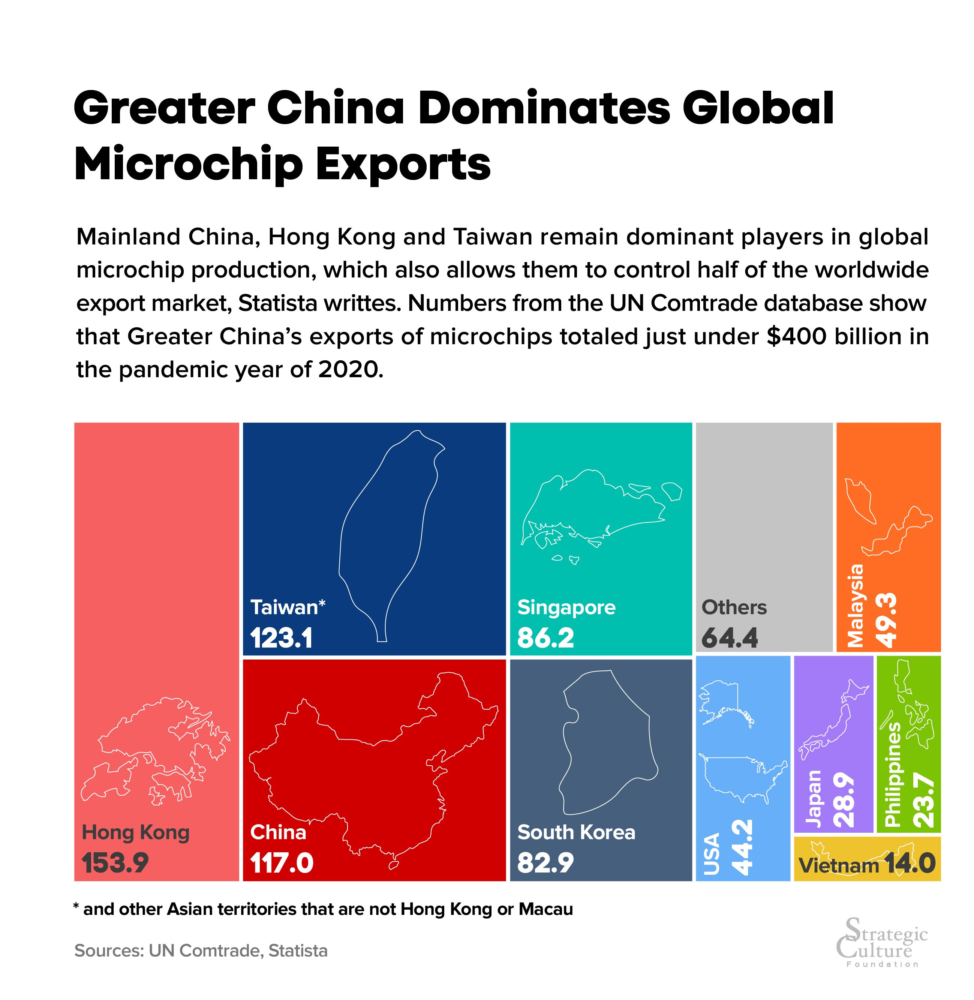 Greater China Dominates Global
Microchip Exports
Mainland China, Hong Kong and Taiwan remain dominant players in global
microchip production, which also allows them to control half of the worldwide
export market, Statista writtes. Numbers from the UN Comtrade database show
that Greater China’s exports of microchips totaled just under $400 billion in
the pandemic year of 2020.
Hong Kong
153.9
Taiwan*
123.1
China
117.0
Singapore
86.2
South Korea
82.9
Others
64.4
Malaysia
49.3
USA
44.2
Japan
28.9
Philippines
23.7
Vietnam 14.0
* and other Asian territories that are not Hong Kong or Macau
Sources: UN Comtrade, Statista
Strategic
Culture
Foundation